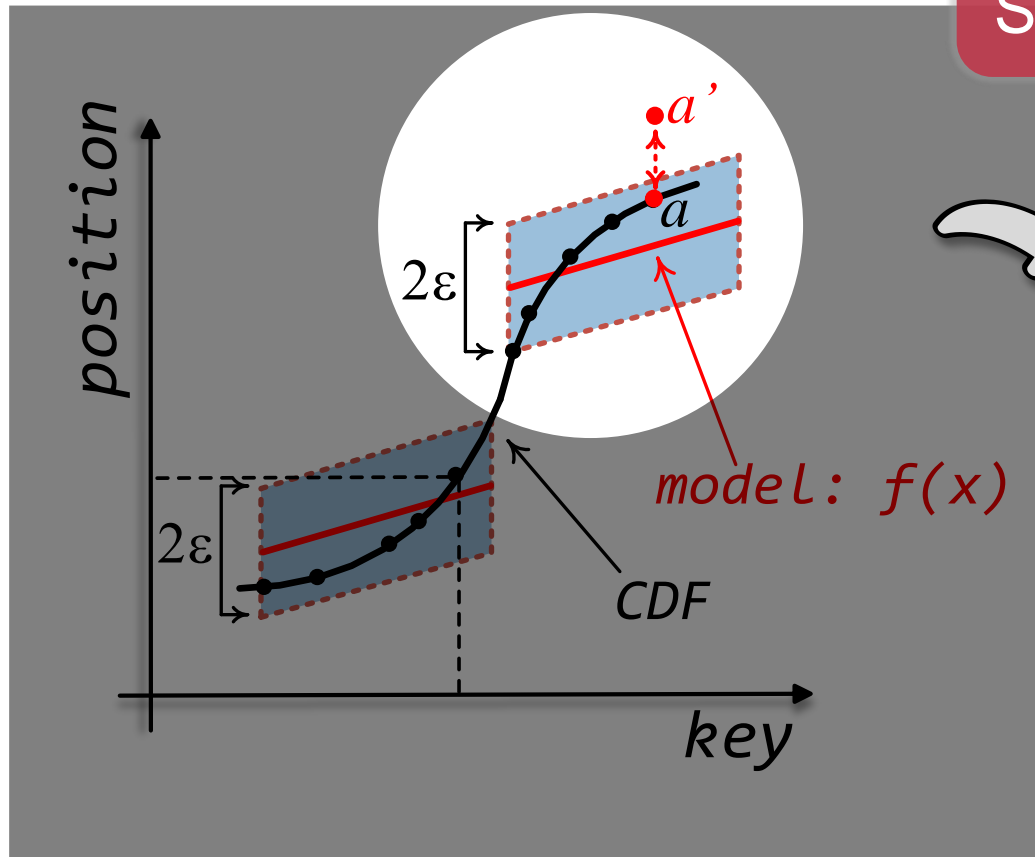 S
position
a’
a
2ε
model: f(x)
2ε
CDF
key